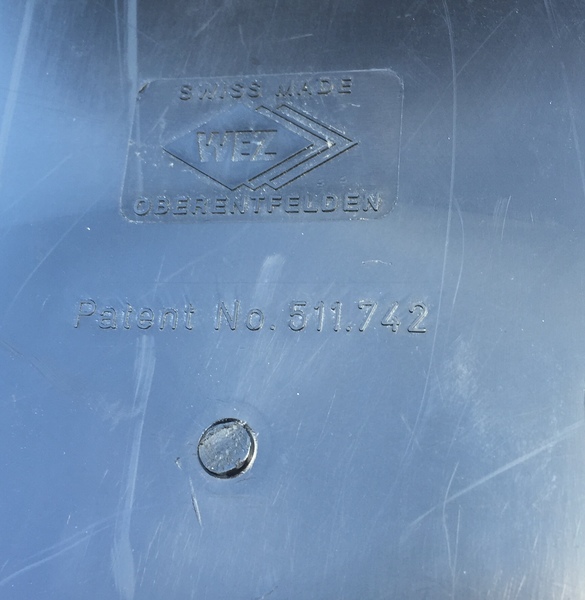 SWISS MADE
WEZ
OBERENTFELDEN
Patent No. 511.742